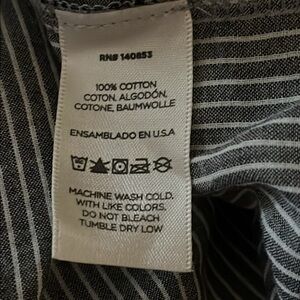 RN# 140853
100% COTTON
COTON, ALGODÓN,
COTONE, BAUMWOLLE
ENSAMBLADO EN U.S.A
MACHINE WASH COLD.
WITH LIKE COLORS.
DO NOT BLEACH
TUMBLE DRY LOW